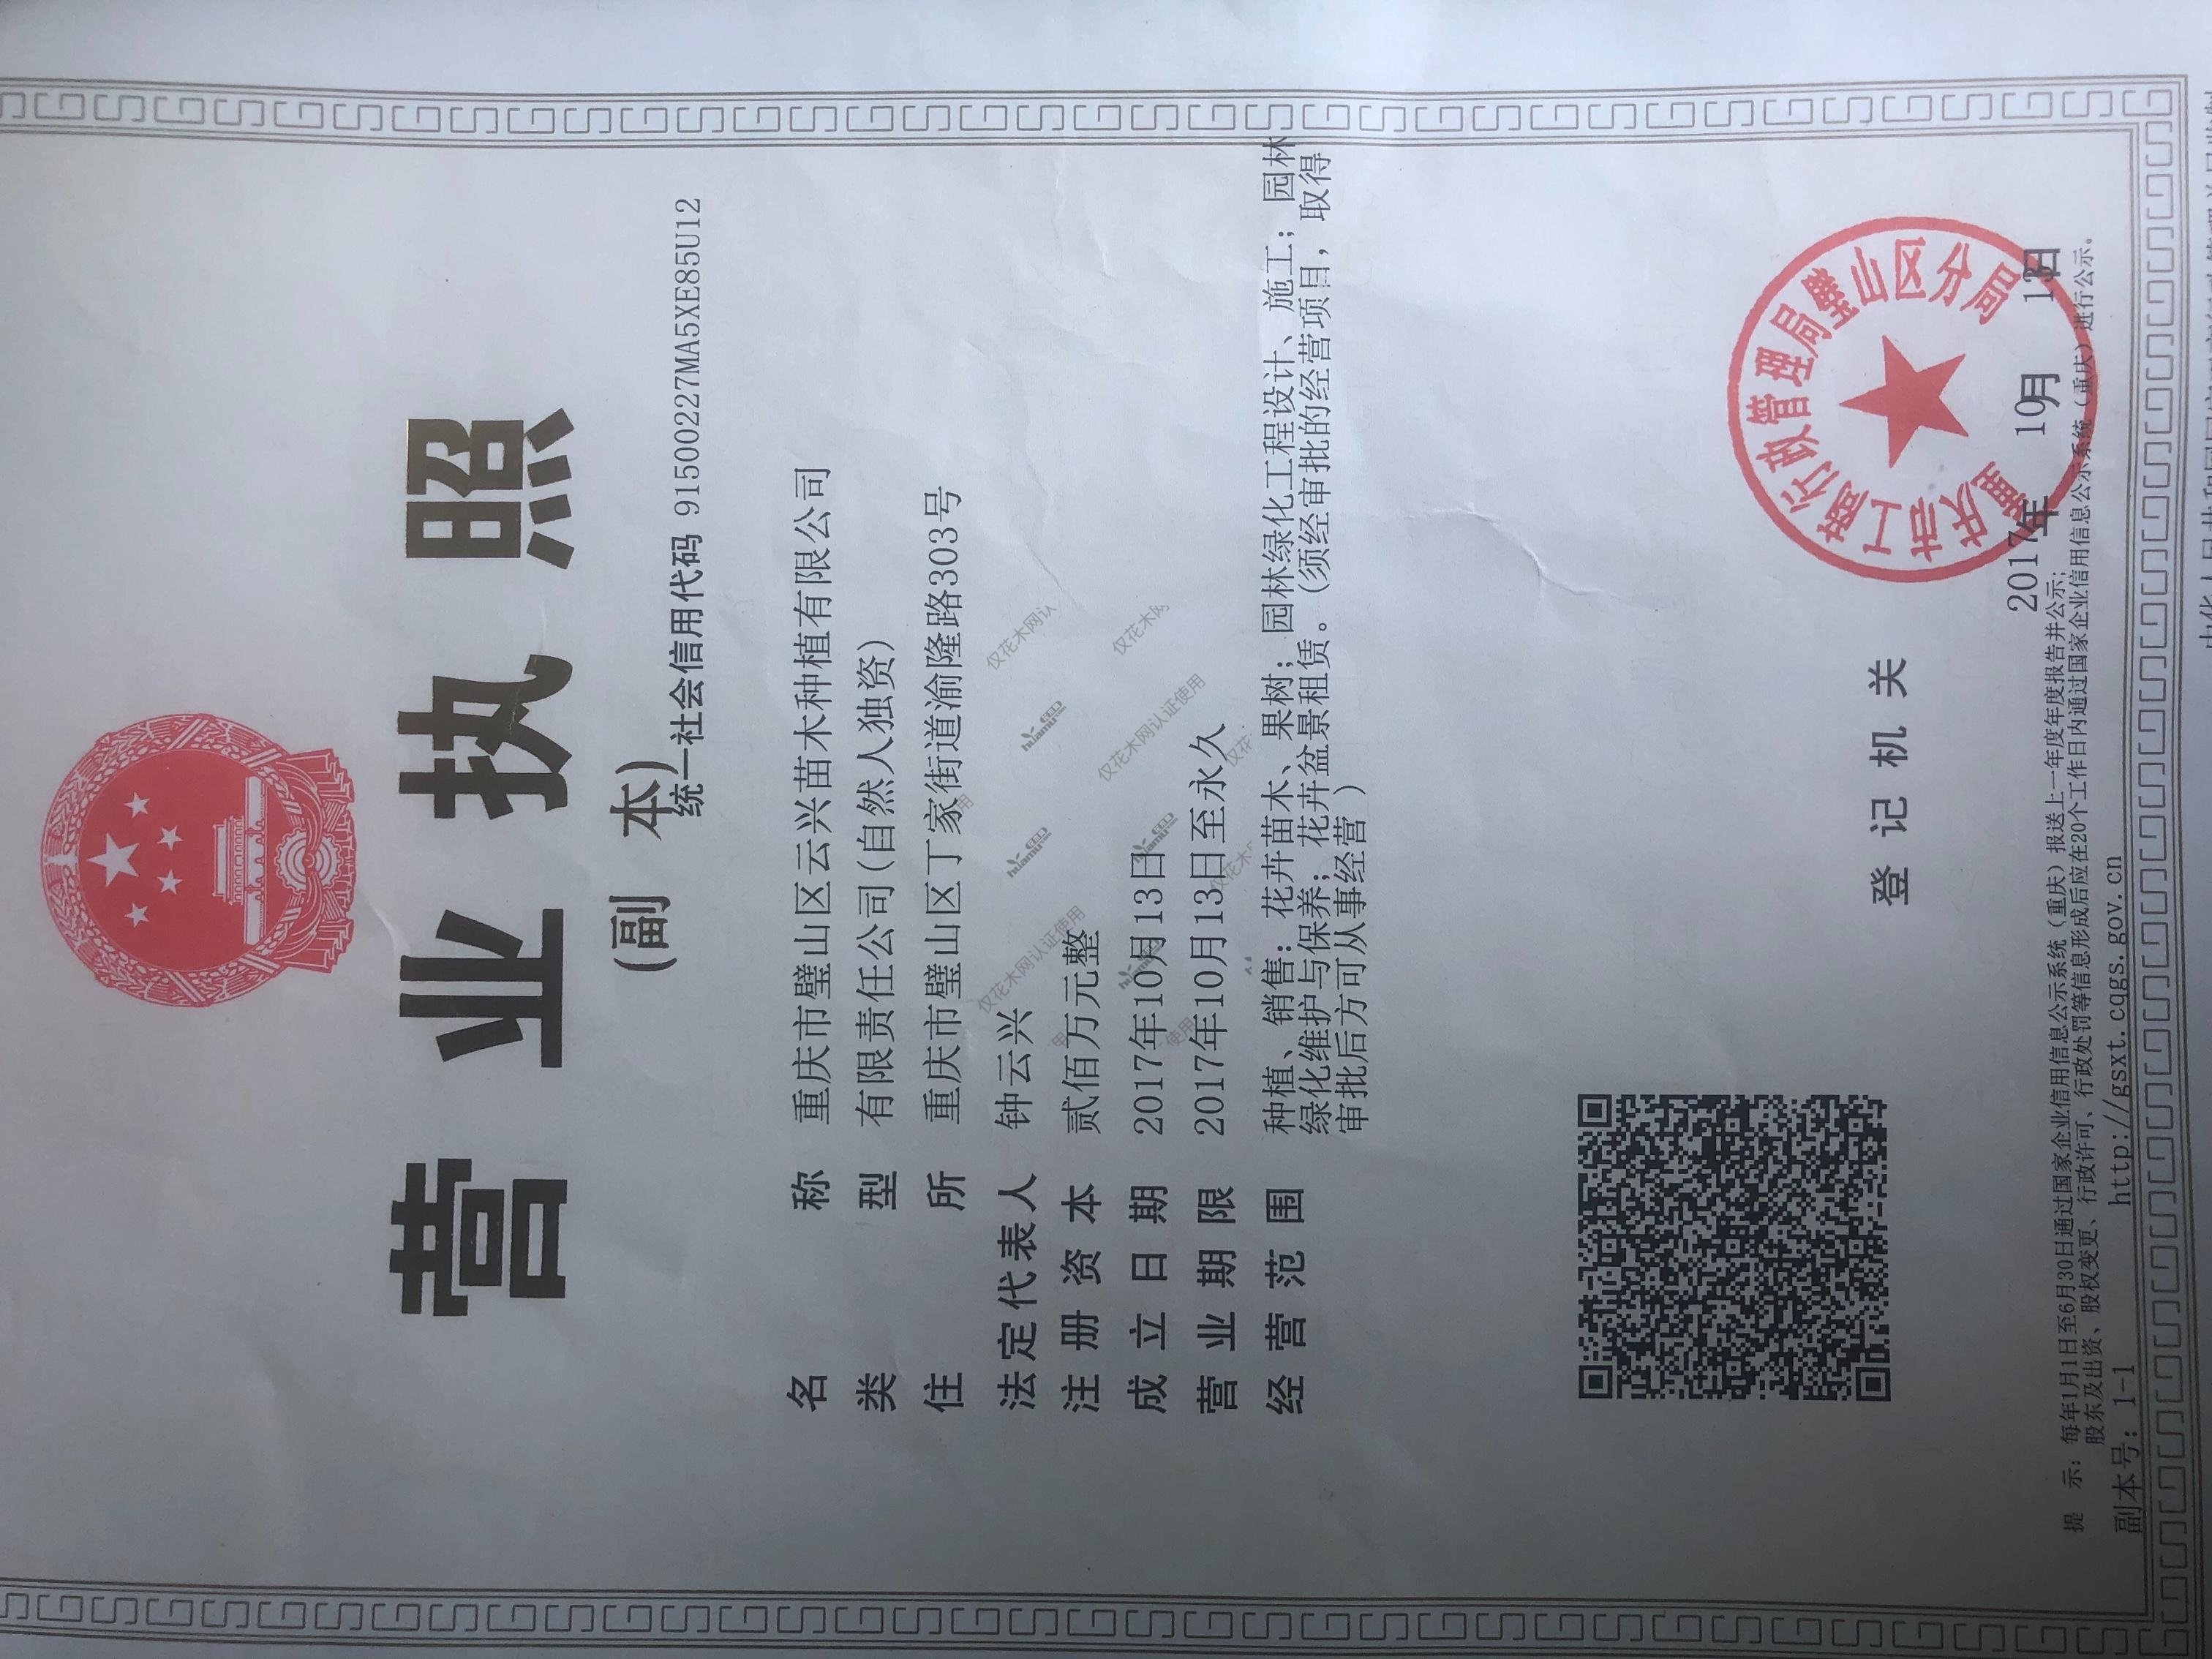 营业执照
(副 本)
统一社会信用代码 91500227MA5XE85U12
名 称 重庆市璧山区云兴苗木种植有限公司
类 型 有限责任公司(自然人独资)
住 所 重庆市璧山区丁家街道渝隆路303号
法定代表人 钟云兴
注 册 资 本 贰佰万元整
成 立 日 期 2017年10月13日
营 业 期 限 2017年10月13日至永久
经 营 范 围 种植、销售：花卉苗木、果树；园林绿化工程设计、施工；园林
绿化维护与保养；花卉盆景租赁。（须经审批的经营项目，取得
审批后方可从事经营）
仅花木网认证使用
huamu
登 记 机 关
重庆市工商行政管理局璧山区分局
2017年 10月 13日
提 示：每年1月1日至6月30日通过国家企业信用信息公示系统（重庆）报送上一年度年度报告并公示；
股东及出资、股权变更、行政许可、行政处罚等信息形成后应在20个工作日内通过国家企业信用信息公示系统（重庆）进行公示。
副本号：1-1 http://gsxt.cqgs.gov.cn